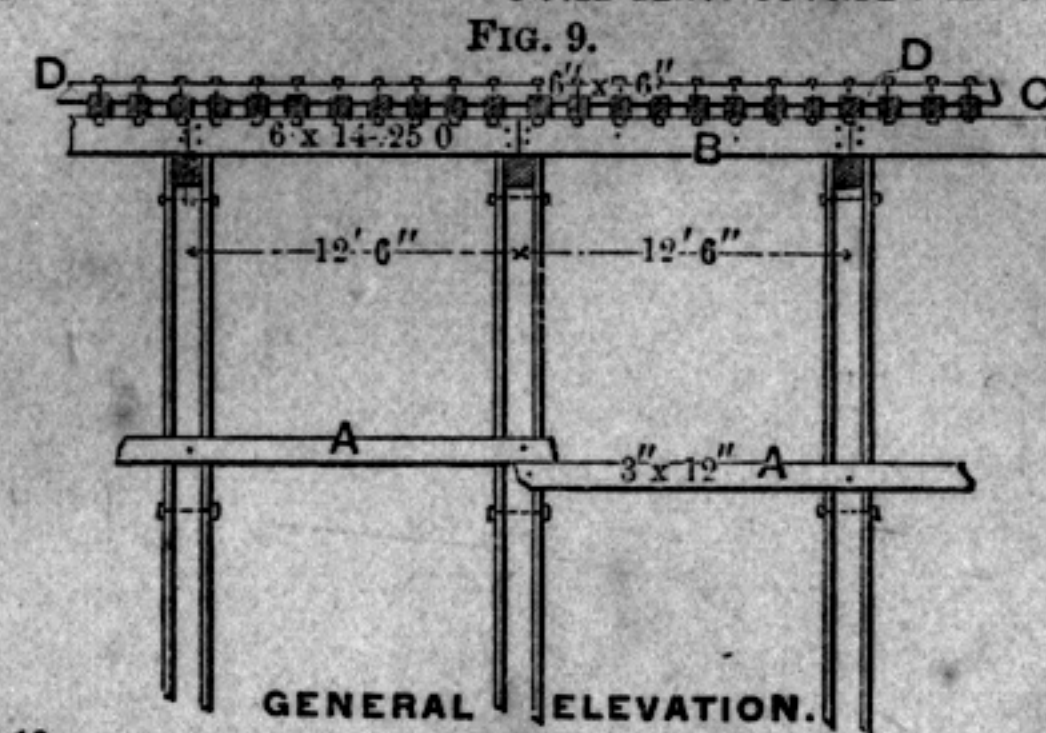 FIG. 9.
D 6" x 6" D
C
6 x 14-25 0 B
12'-6" 12'-6"
A
3" x 12" A
GENERAL ELEVATION.